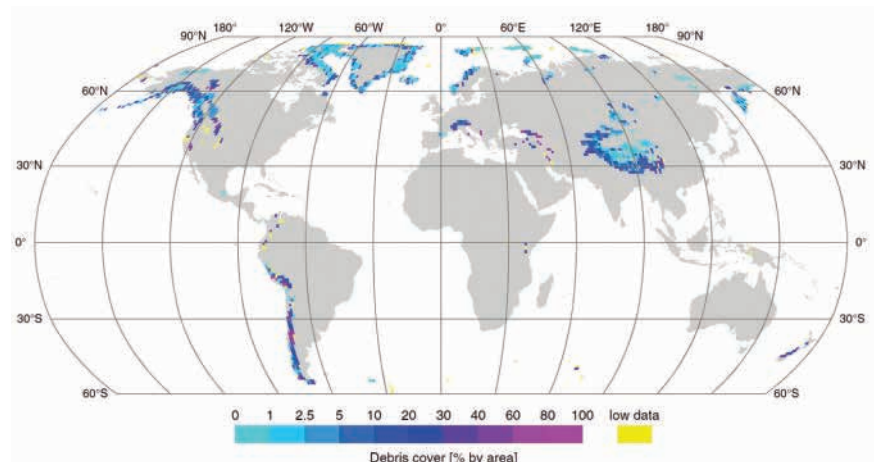 180° 120°W 60°W 0° 60°E 120°E 180°
90°N 90°N
60°N 60°N
30°N 30°N
0° 0°
30°S 30°S
60°S 60°S
0 1 2.5 5 10 20 30 40 60 80 100 low data
Debris cover [% by area]